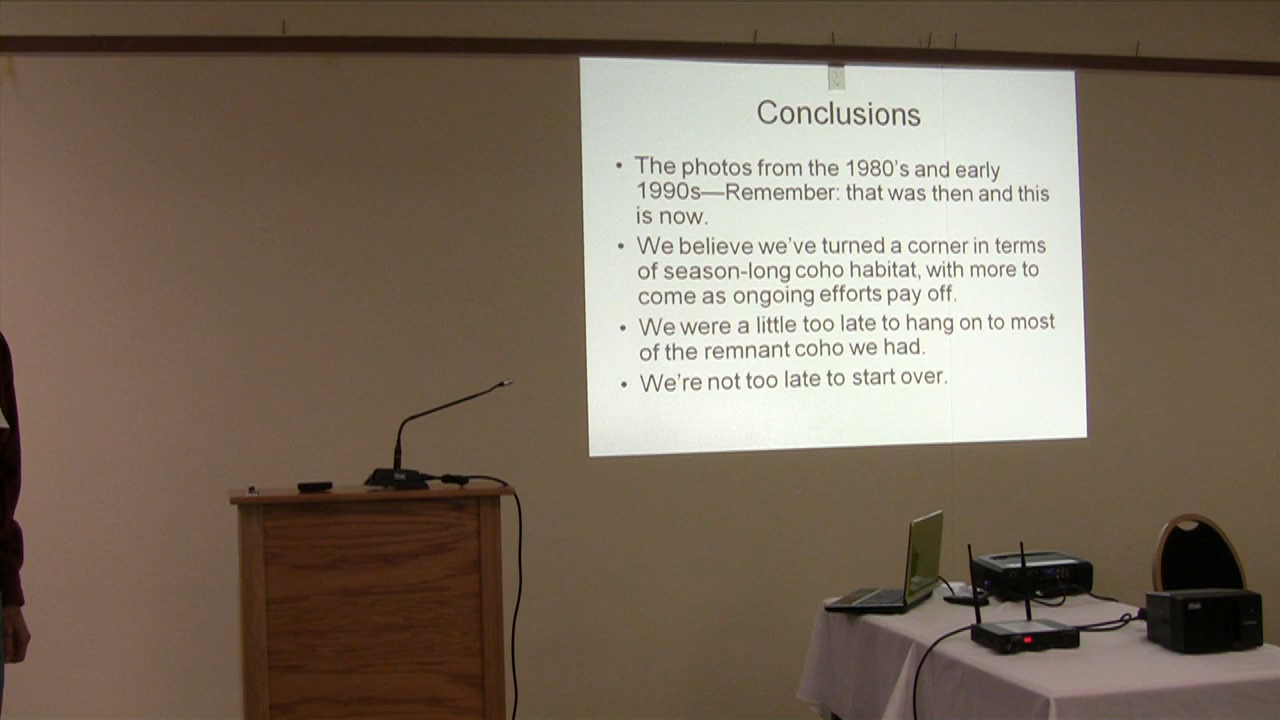 Conclusions
• The photos from the 1980's and early
1990s—Remember: that was then and this
is now.
• We believe we've turned a corner in terms
of season-long coho habitat, with more to
come as ongoing efforts pay off.
• We were a little too late to hang on to most
of the remnant coho we had.
• We're not too late to start over.